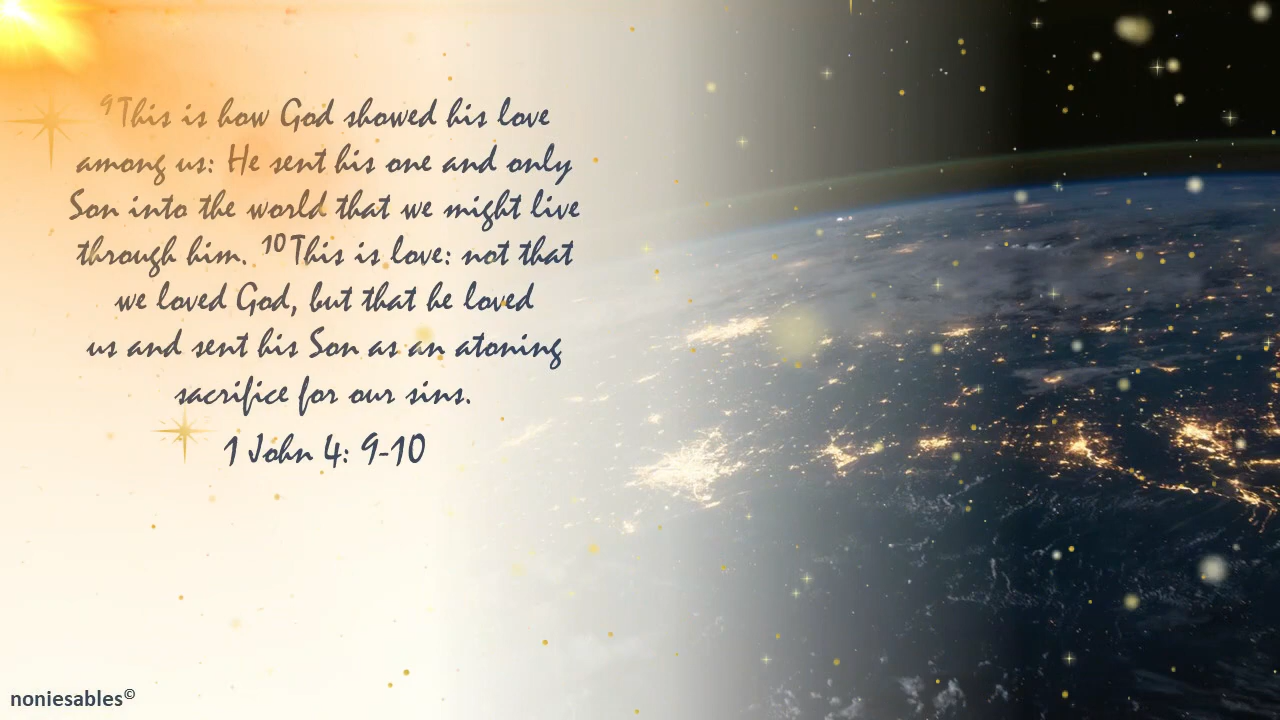 ⁹This is how God showed his love
among us: He sent his one and only
Son into the world that we might live
through him. ¹⁰This is love: not that
we loved God, but that he loved
us and sent his Son as an atoning
sacrifice for our sins.
1 John 4: 9-10
noniesables©